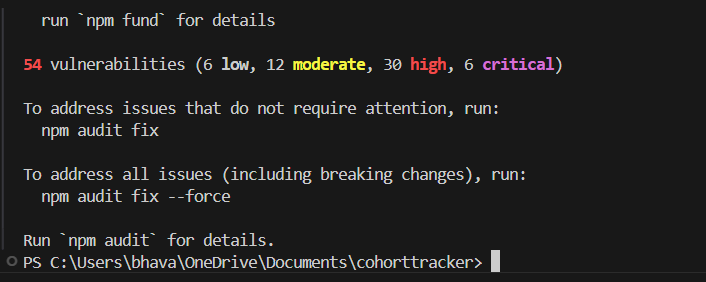 run `npm fund` for details
54 vulnerabilities (6 low, 12 moderate, 30 high, 6 critical)
To address issues that do not require attention, run:
npm audit fix
To address all issues (including breaking changes), run:
npm audit fix --force
Run `npm audit` for details.
PS C:\Users\bhava\OneDrive\Documents\cohorttracker>